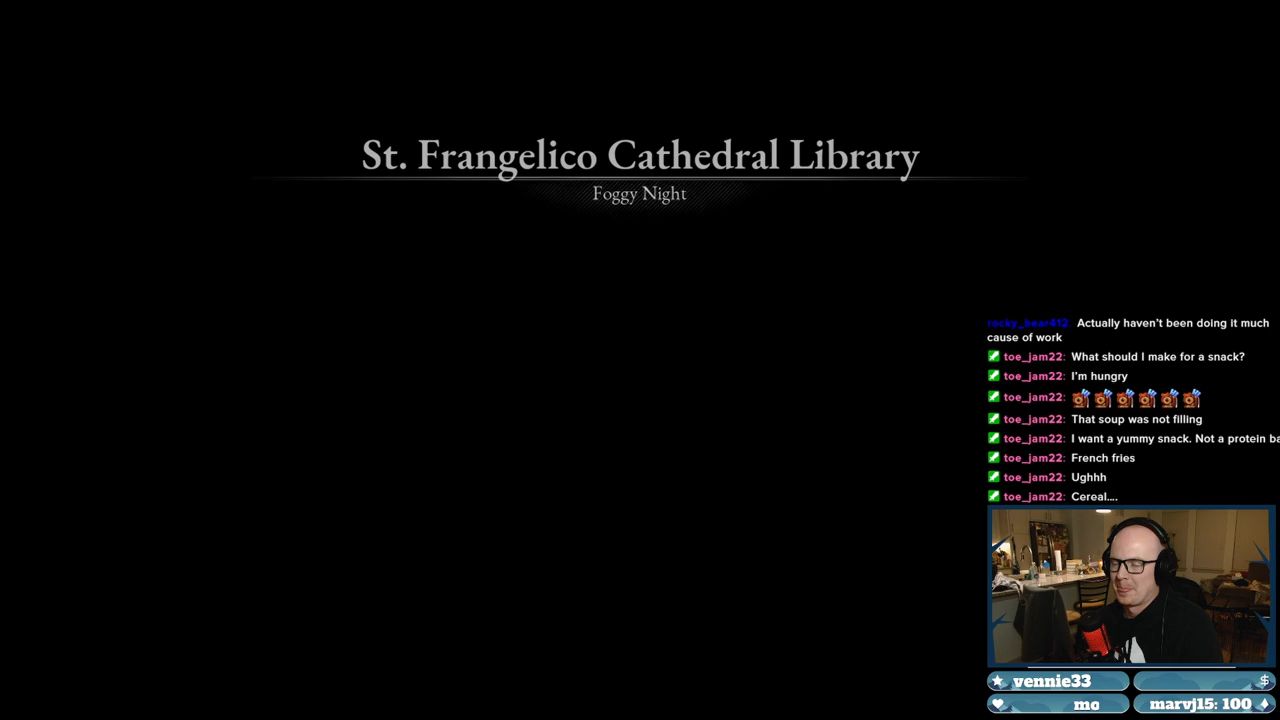 St. Frangelico Cathedral Library
Foggy Night
rocky_bear412 Actually haven't been doing it much
cause of work
toe_jam22: What should I make for a snack?
toe_jam22: I'm hungry
toe_jam22:
toe_jam22: That soup was not filling
toe_jam22: I want a yummy snack. Not a protein ba
toe_jam22: French fries
toe_jam22: Ughhh
toe_jam22: Cereal....
vennie33
$
mo
marvj15: 100